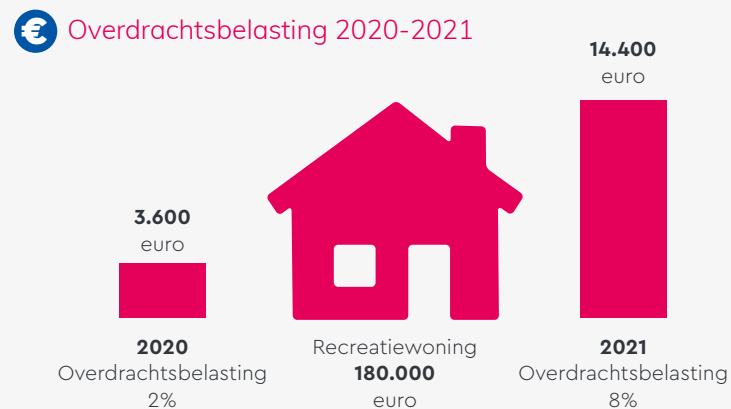 € Overdrachtsbelasting 2020-2021
3.600
euro
2020
Overdrachtsbelasting
2%
Recreatiewoning
180.000
euro
14.400
euro
2021
Overdrachtsbelasting
8%